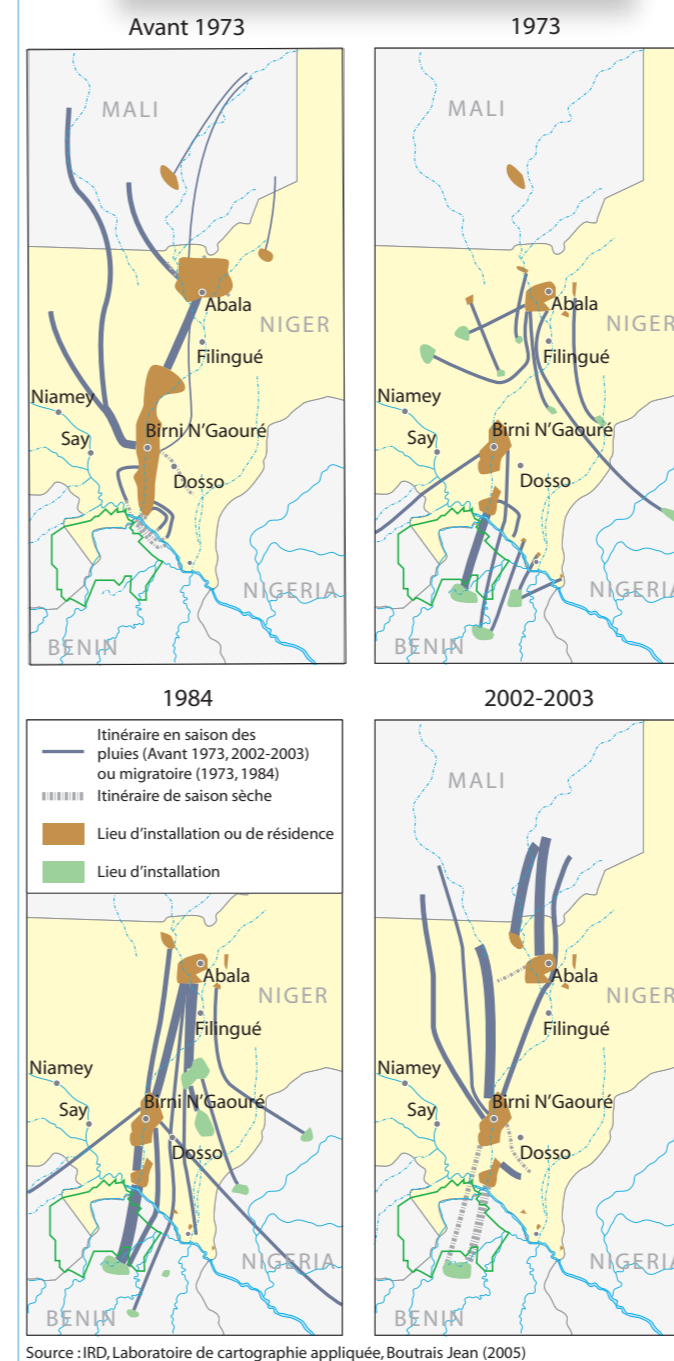 Avant 1973
MALI
Abala
NIGER
Filingué
Niamey
Birni N'Gaouré
Say
Dosso
NIGERIA
BENIN
1973
MALI
Abala
NIGER
Filingué
Niamey
Birni N'Gaouré
Say
Dosso
NIGERIA
BENIN
1984
Itinéraire en saison des
pluies (Avant 1973, 2002-2003)
ou migratoire (1973, 1984)
Itinéraire de saison sèche
Lieu d'installation ou de résidence
Lieu d'installation
Abala
NIGER
Filingué
Niamey
Birni N'Gaouré
Say
Dosso
NIGERIA
BENIN
2002-2003
MALI
Abala
NIGER
Filingué
Niamey
Birni N'Gaouré
Say
Dosso
NIGERIA
BENIN
Source : IRD, Laboratoire de cartographie appliquée, Boutrais Jean (2005)